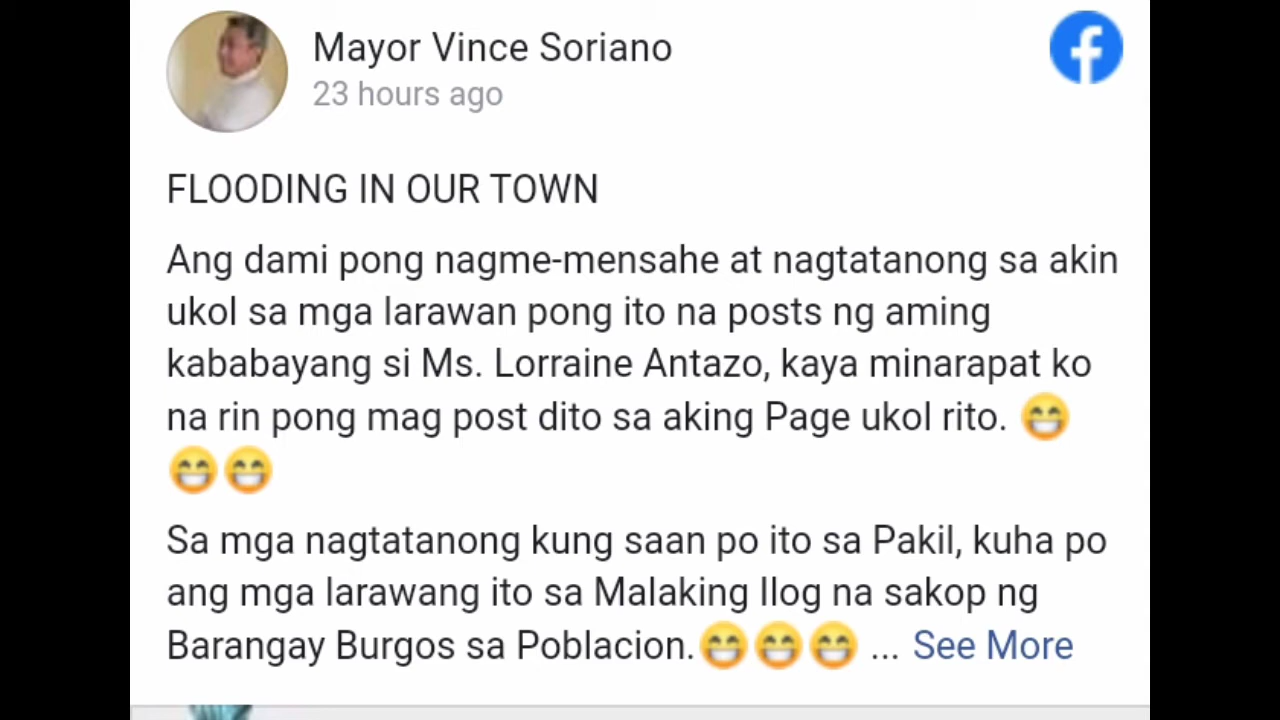 Mayor Vince Soriano
23 hours ago
FLOODING IN OUR TOWN
Ang dami pong nagme-mensahe at nagtatanong sa akin
ukol sa mga larawan pong ito na posts ng aming
kababayang si Ms. Lorraine Antazo, kaya minarapat ko
na rin pong mag post dito sa aking Page ukol rito. 😁
😁😁
Sa mga nagtatanong kung saan po ito sa Pakil, kuha po
ang mga larawang ito sa Malaking Ilog na sakop ng
Barangay Burgos sa Poblacion.😁😁😁 ... See More